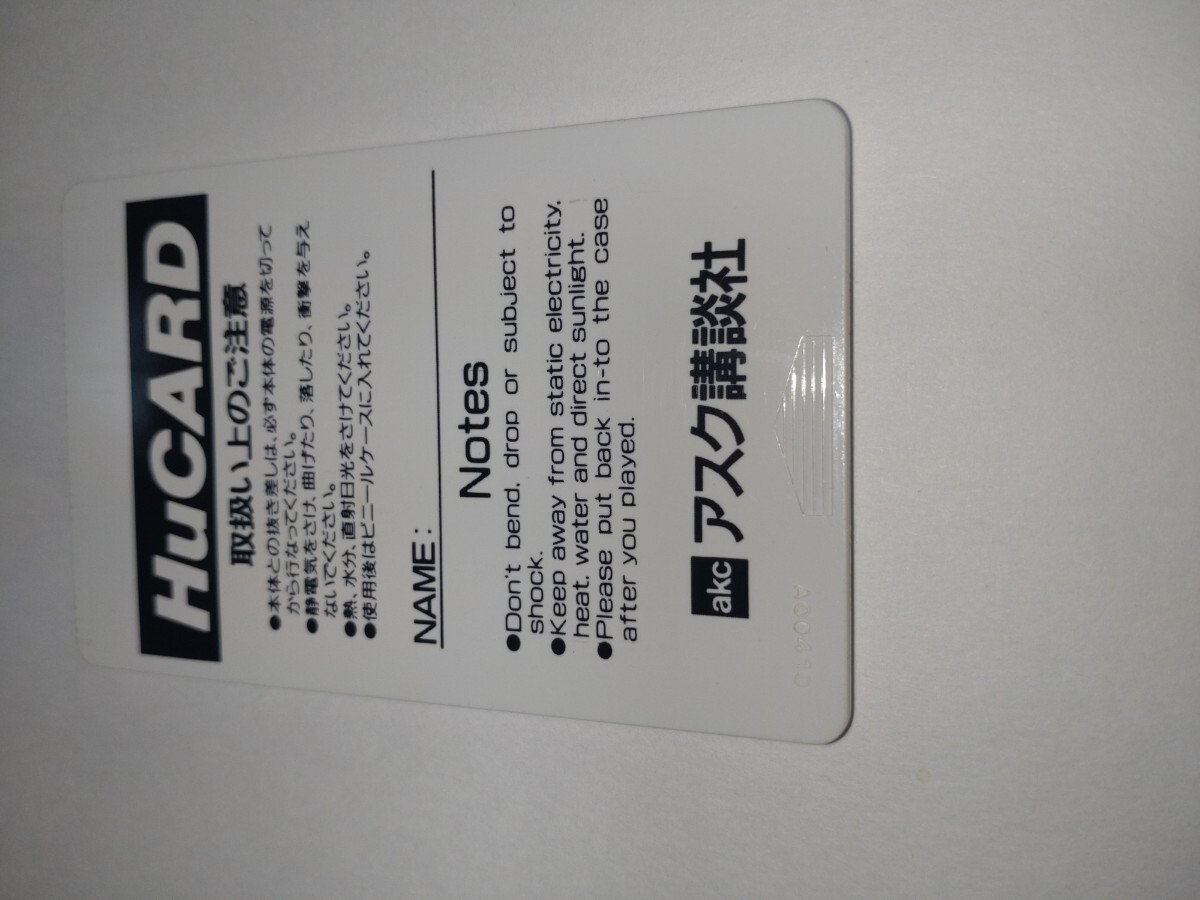 HuCARD
取扱い上のご注意
●本体との抜き差しは、必ず本体の電源を切って
から行なってください。
●静電気をさけ、曲げたり、落したり、衝撃を与え
ないでください。
●熱、水分、直射日光をさけてください。
●使用後はビニールケースに入れてください。
NAME:
Notes
●Don't bend, drop or subject to
shock.
●Keep away from static electricity,
heat, water and direct sunlight.
●Please put back in-to the case
after you played.
akc アスク講談社